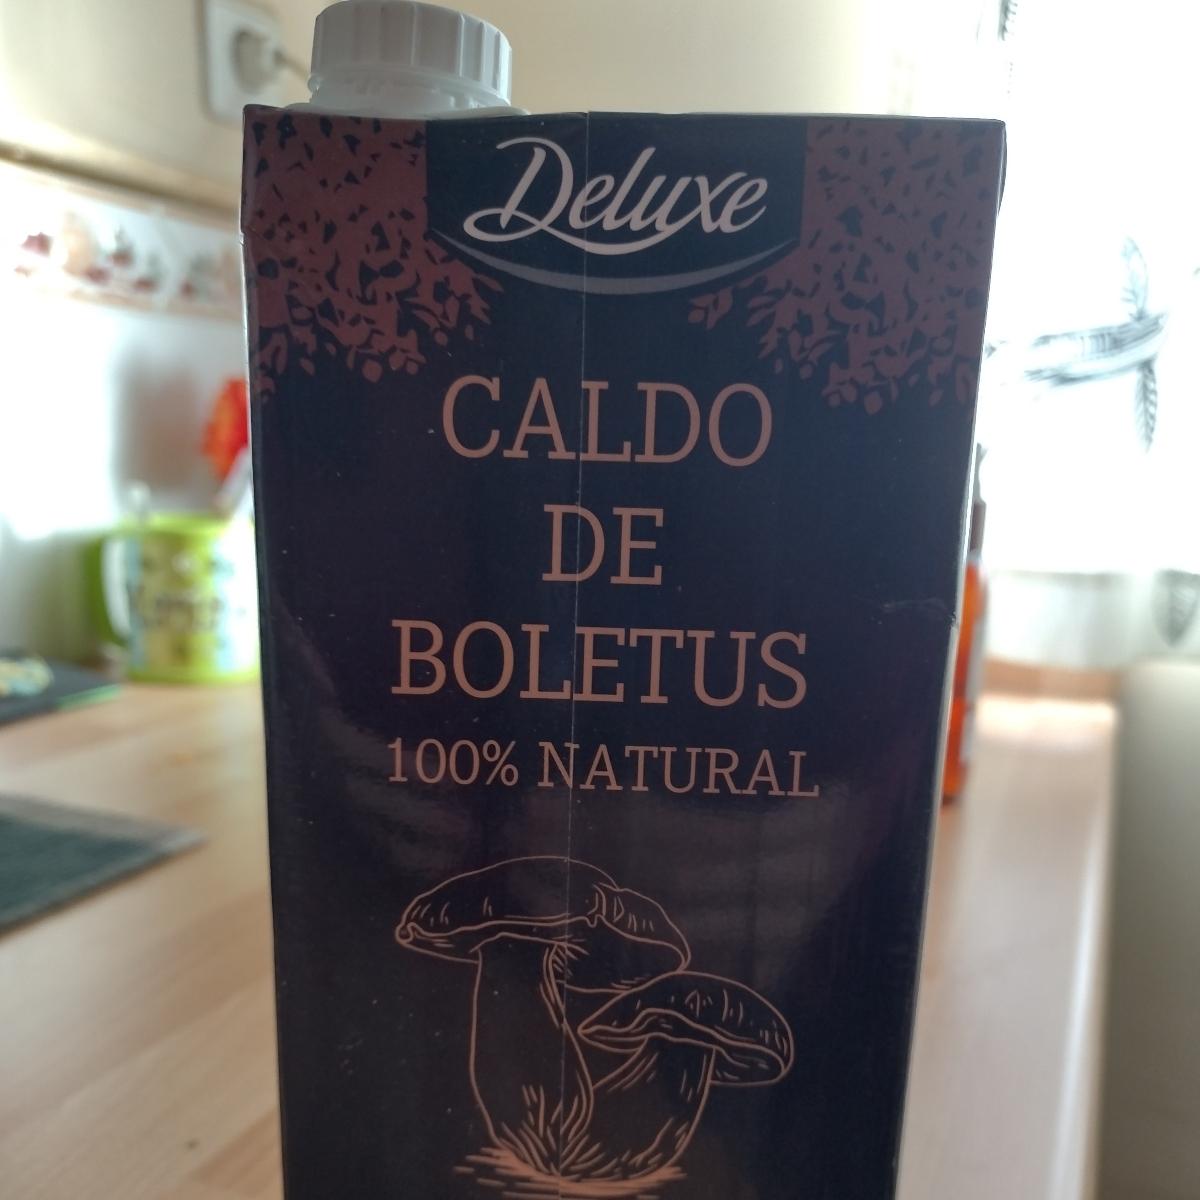 Deluxe
CALDO
DE
BOLETUS
100% NATURAL